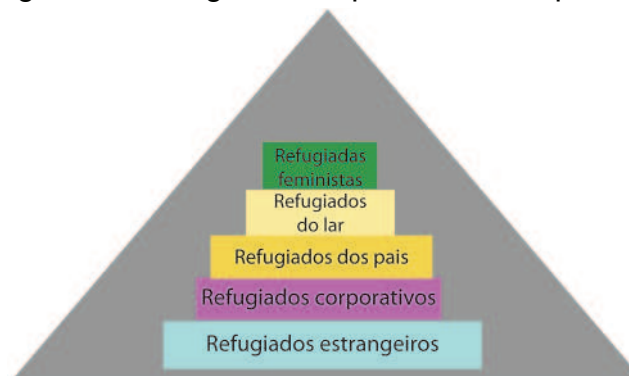 Refugiadas
feministas
Refugiados
do lar
Refugiados dos pais
Refugiados corporativos
Refugiados estrangeiros